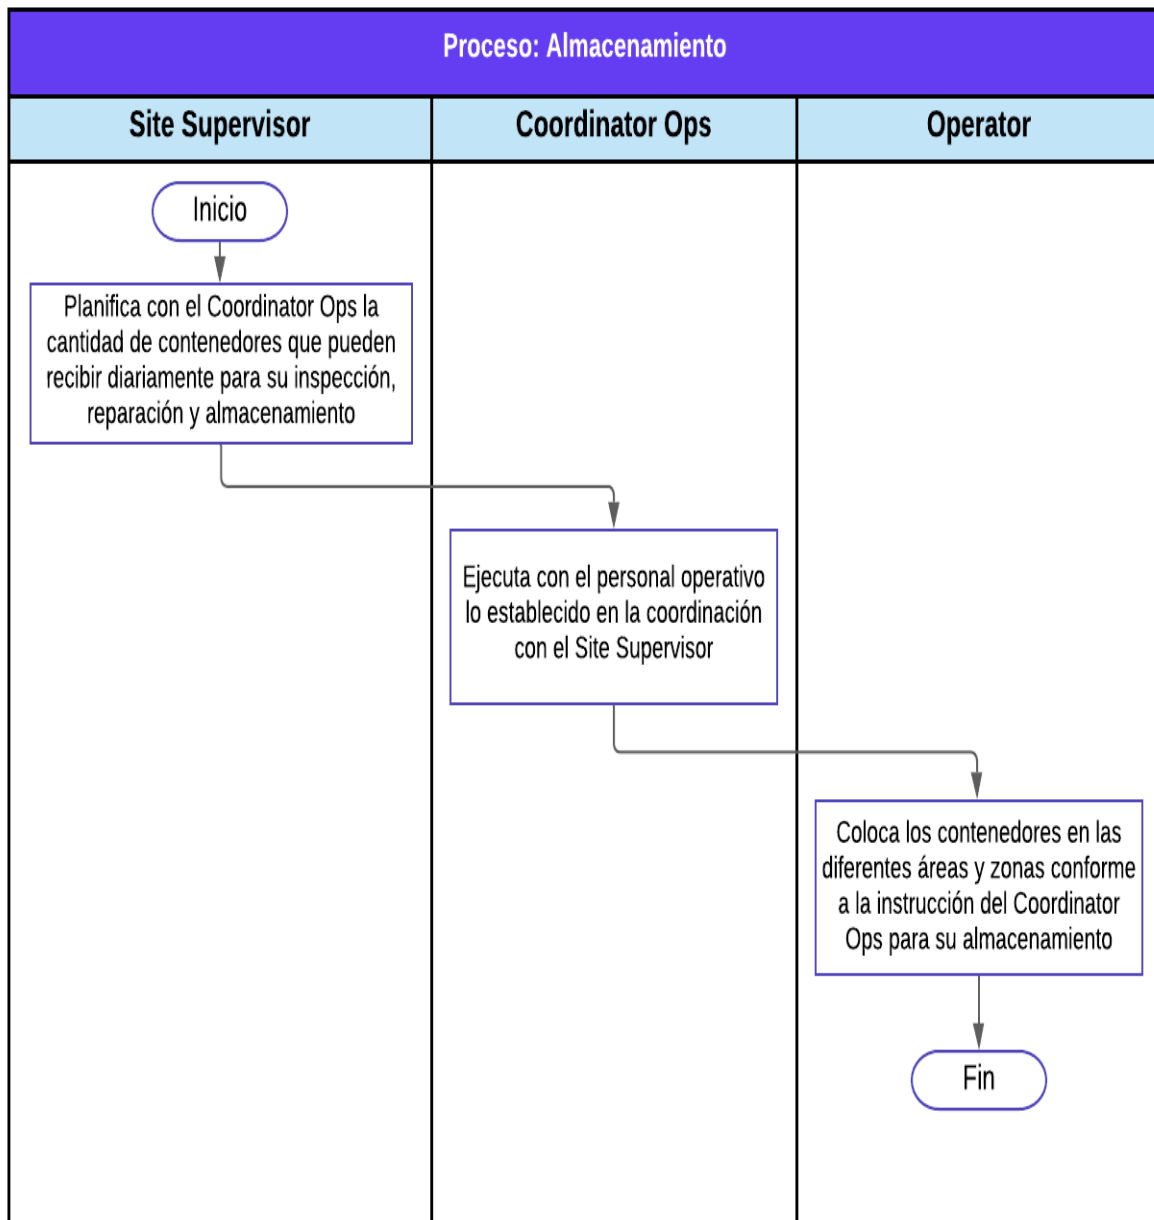 Proceso: Almacenamiento
Site Supervisor
Coordinator Ops
Operator
Inicio
Planifica con el Coordinator Ops la
cantidad de contenedores que pueden
recibir diariamente para su inspección,
reparación y almacenamiento
Ejecuta con el personal operativo
lo establecido en la coordinación
con el Site Supervisor
Coloca los contenedores en las
diferentes áreas y zonas conforme
a la instrucción del Coordinator
Ops para su almacenamiento
Fin